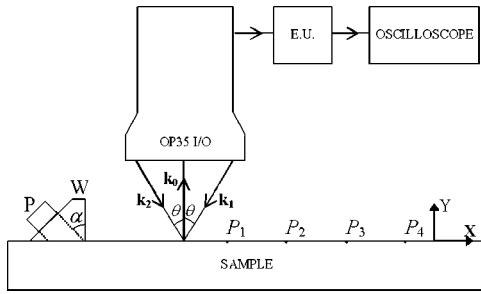 E.U.
OSCILLOSCOPE
OP35 I/O
k₂ k₀ k₁
θ θ
P W
α
P₁ P₂ P₃ P₄
Y
X
SAMPLE